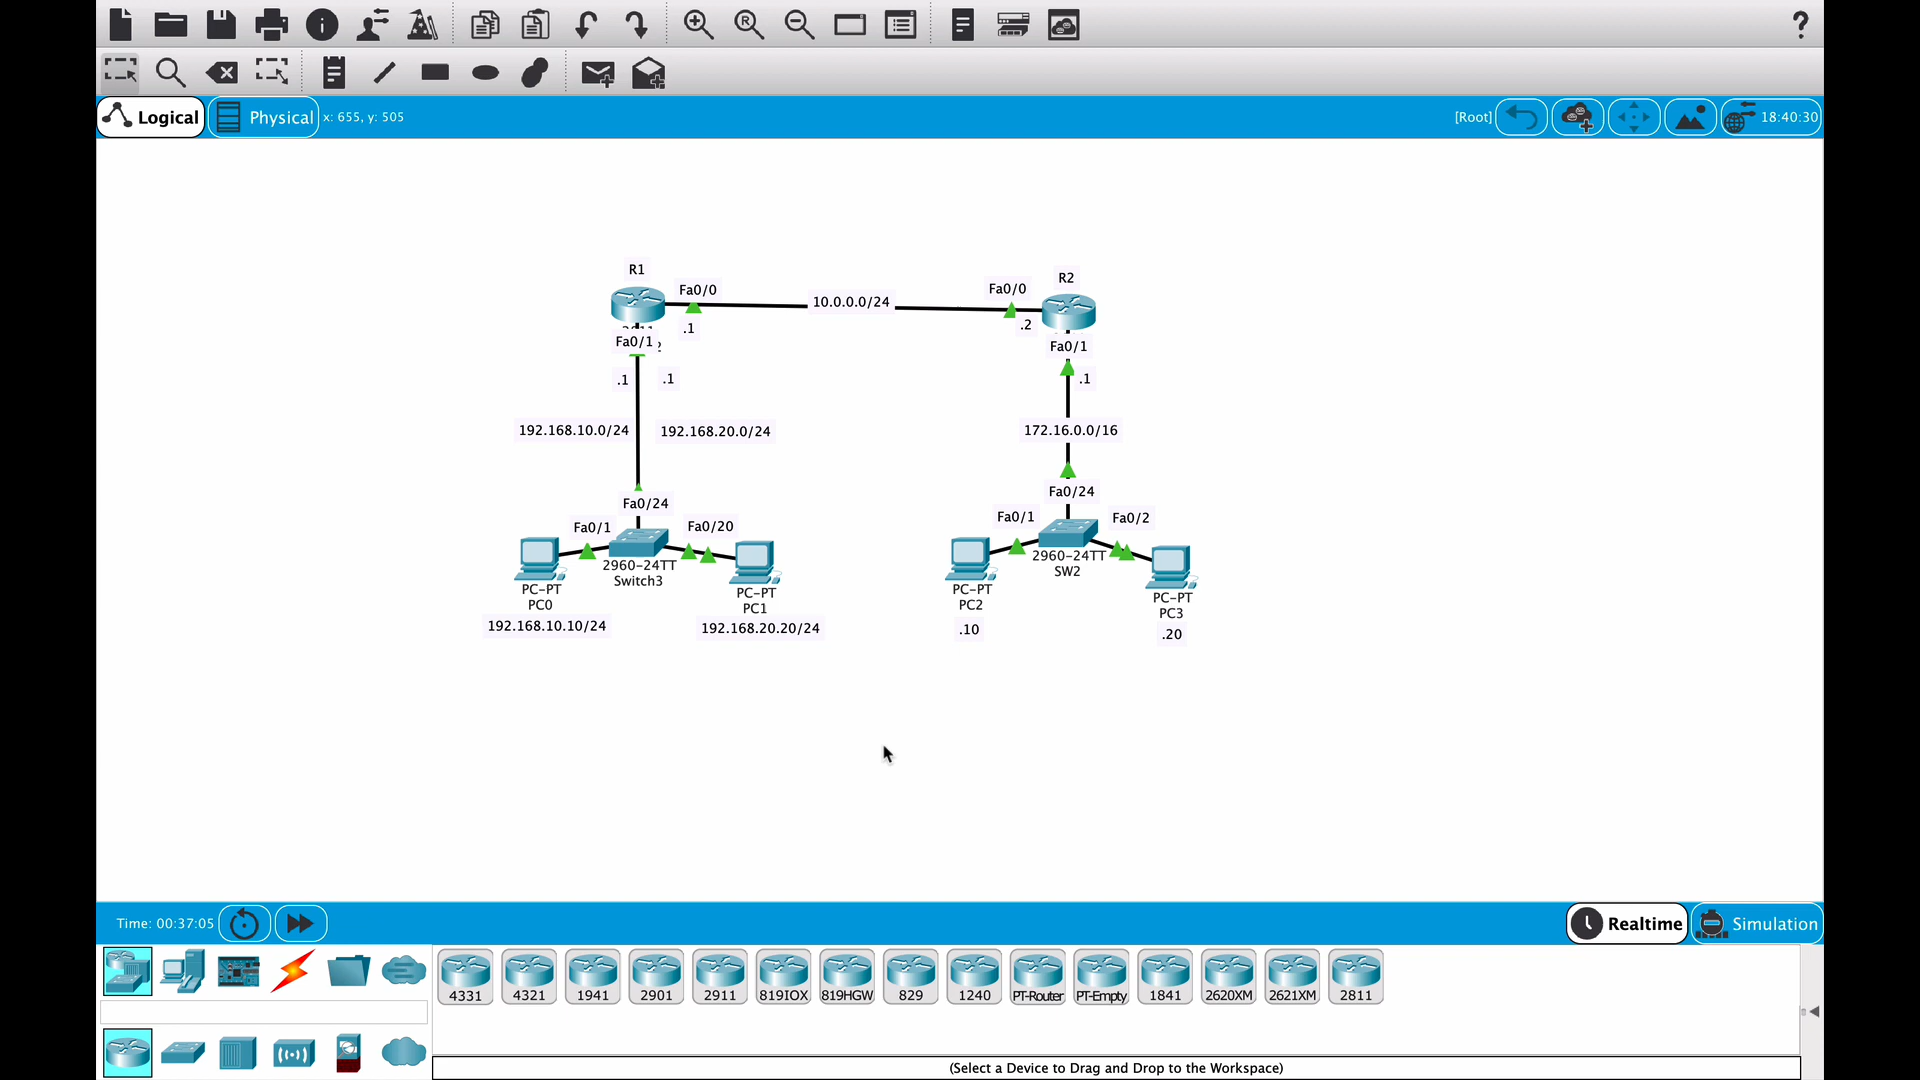 R
Logical
Physical
x: 655, y: 505
[Root]
18:40:30
R1
R2
Fa0/0
Fa0/0
10.0.0.0/24
.1
.2
Fa0/1
Fa0/1
.1
.1
.1
192.168.10.0/24
192.168.20.0/24
172.16.0.0/16
Fa0/24
Fa0/24
Fa0/1
Fa0/20
Fa0/1
Fa0/2
2960-24TT
Switch3
2960-24TT
SW2
PC-PT
PC0
PC-PT
PC1
PC-PT
PC2
PC-PT
PC3
192.168.10.10/24
192.168.20.20/24
.10
.20
Time: 00:37:05
Realtime
Simulation
4331
4321
1941
2901
2911
819IOX
819HGW
829
1240
PT-Router
PT-Empty
1841
2620XM
2621XM
2811
(Select a Device to Drag and Drop to the Workspace)